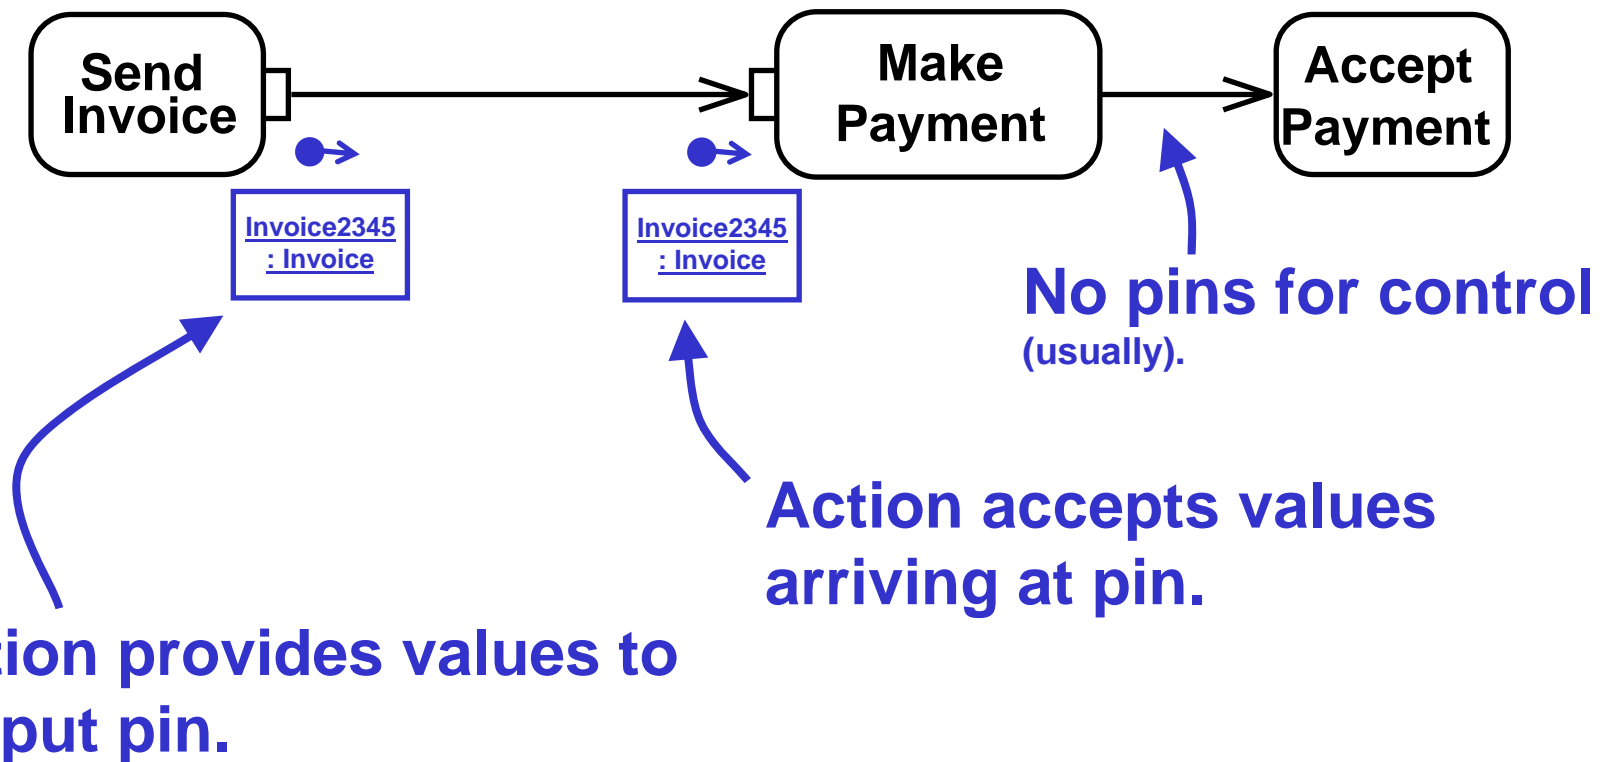 Send
Invoice
Make
Payment
Accept
Payment
Invoice2345
: Invoice
Invoice2345
: Invoice
No pins for control
(usually).
Action accepts values
arriving at pin.
tion provides values to
put pin.